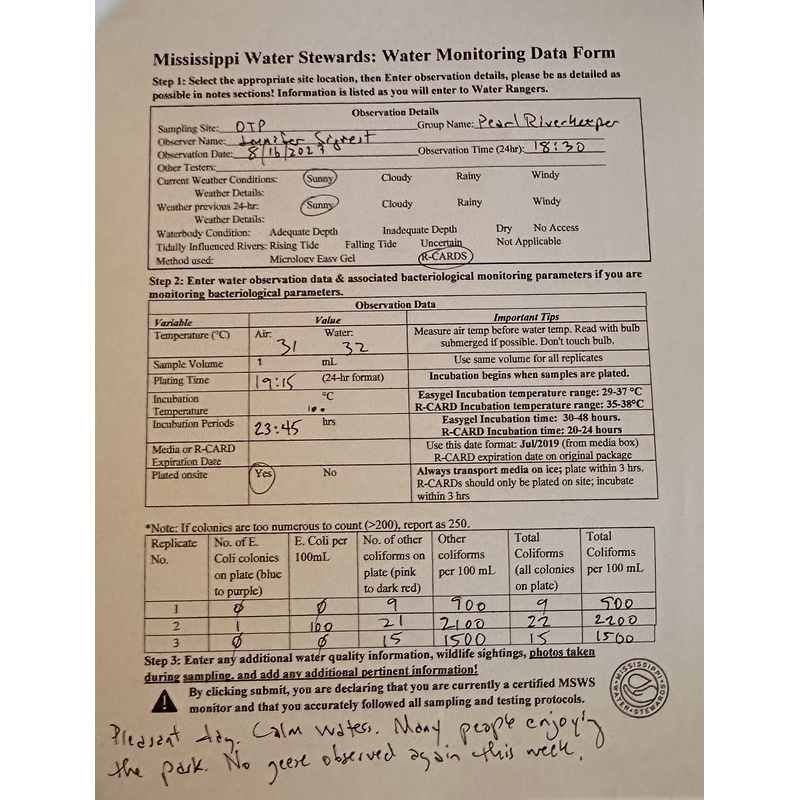 Mississippi Water Stewards: Water Monitoring Data Form
Step 1: Select the appropriate site location, then Enter observation details, please be as detailed as
possible in notes sections! Information is listed as you will enter to Water Rangers.
Observation Details
Sampling Site: OTP Group Name: Pearl Riverkeeper
Observer Name: Jennifer Sigrest
Observation Date: 8/16/2023 Observation Time (24hr): 18:30
Other Testers:
Current Weather Conditions: Sunny Cloudy Rainy Windy
Weather Details:
Weather previous 24-hr: Sunny Cloudy Rainy Windy
Weather Details:
Waterbody Condition: Adequate Depth Inadequate Depth Dry No Access
Tidally Influenced Rivers: Rising Tide Falling Tide Uncertain Not Applicable
Method used: Micrology Easy Gel R-CARDS
Step 2: Enter water observation data & associated bacteriological monitoring parameters if you are
monitoring bacteriological parameters.
Observation Data
Variable Value Important Tips
Temperature (°C) Air: 31 Water: 32 Measure air temp before water temp. Read with bulb
submerged if possible. Don't touch bulb.
Sample Volume 1 mL Use same volume for all replicates
Plating Time 19:15 (24-hr format) Incubation begins when samples are plated.
Incubation °C Easygel Incubation temperature range: 29-37 °C
Temperature R-CARD Incubation temperature range: 35-38°C
Incubation Periods 23:45 hrs Easygel Incubation time: 30-48 hours.
R-CARD Incubation time: 20-24 hours
Media or R-CARD Use this date format: Jul/2019 (from media box)
Expiration Date R-CARD expiration date on original package
Plated onsite Yes No Always transport media on ice; plate within 3 hrs.
RCARDs should only be plated on site; incubate
within 3 hrs
*Note: If colonies are too numerous to count (>200), report as 250.
Replicate No. of E. E. Coli per No. of other Other Total Total
No. Coli colonies 100mL coliforms on coliforms Coliforms Coliforms
on plate (blue plate (pink per 100 mL (all colonies per 100 mL
to purple) to dark red) on plate)
1 0 0 9 900 9 900
2 1 100 21 2100 22 2200
3 0 0 15 1500 15 1500
Step 3: Enter any additional water quality information, wildlife sightings, photos taken
during sampling, and add any additional pertinent information!
By clicking submit, you are declaring that you are currently a certified MSWS
monitor and that you accurately followed all sampling and testing protocols.
MISSISSIPPI WATER STEWARDS
Pleasant day. Calm waters. Many people enjoying
the park. No geese observed again this week.